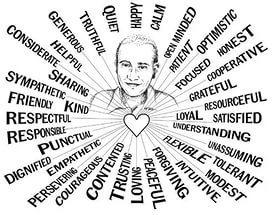 CONSIDERATE
GENEROUS
HELPFUL
TRUTHFUL
QUIET
HAPPY
CALM
OPEN MINDED
PATIENT
OPTIMISTIC
HONEST
FOCUSED
COOPERATIVE
GRATEFUL
RESOURCEFUL
LOYAL
SATISFIED
UNDERSTANDING
UNASSUMING
FLEXIBLE
TOLERANT
MODEST
INTUITIVE
FORGIVING
PEACEFUL
LOVING
TRUSTING
CONTENTED
COURAGEOUS
EMPATHETIC
PERSEVERING
DIGNIFIED
PUNCTUAL
RESPONSIBLE
RESPECTFUL
FRIENDLY
KIND
SYMPATHETIC
SHARING